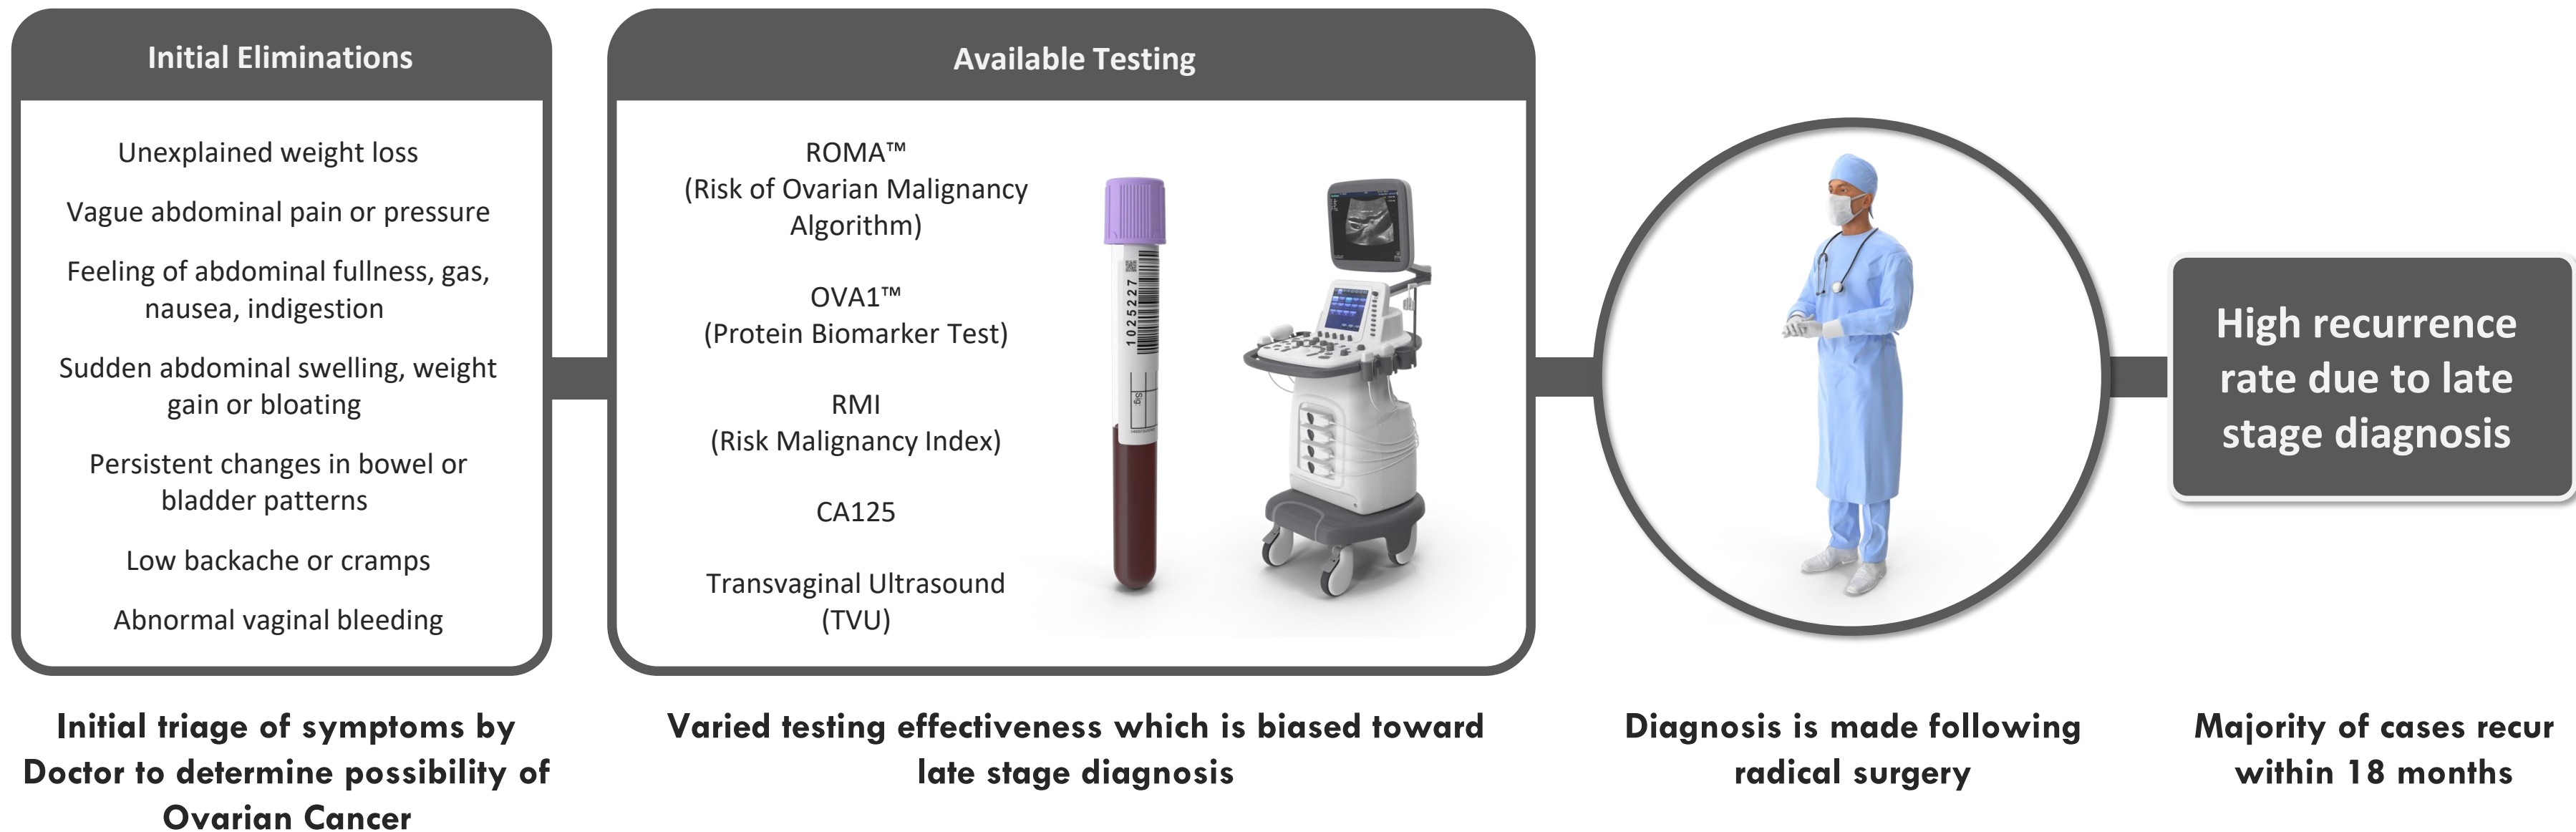 Initial Eliminations
Unexplained weight loss
Vague abdominal pain or pressure
Feeling of abdominal fullness, gas,
nausea, indigestion
Sudden abdominal swelling, weight
gain or bloating
Persistent changes in bowel or
bladder patterns
Low backache or cramps
Abnormal vaginal bleeding
Initial triage of symptoms by
Doctor to determine possibility of
Ovarian Cancer
Available Testing
ROMA™
(Risk of Ovarian Malignancy
Algorithm)
OVA1™
(Protein Biomarker Test)
RMI
(Risk Malignancy Index)
CA125
Transvaginal Ultrasound
(TVU)
1025227
Sig
Varied testing effectiveness which is biased toward
late stage diagnosis
Diagnosis is made following
radical surgery
High recurrence
rate due to late
stage diagnosis
Majority of cases recur
within 18 months